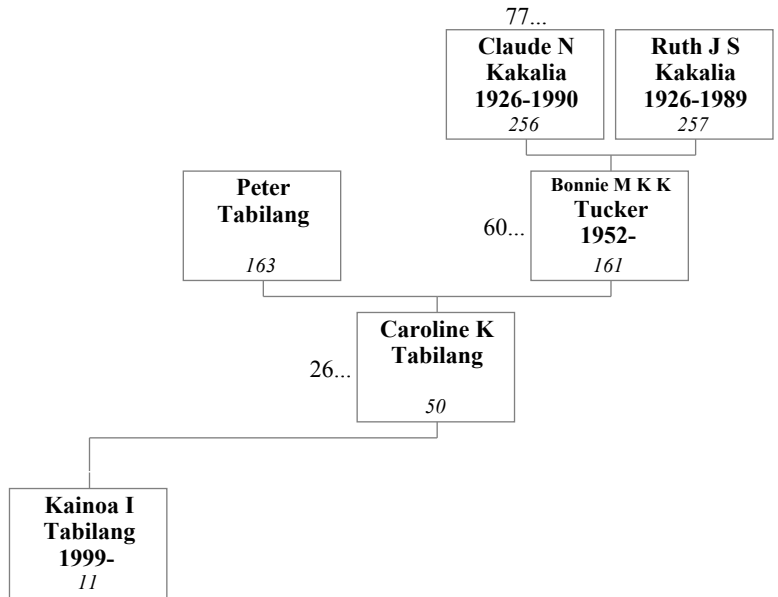 77...
Claude N
Kakalia
1926-1990
256
Ruth J S
Kakalia
1926-1989
257
Peter
Tabilang
163
60...
Bonnie M K K
Tucker
1952-
161
26...
Caroline K
Tabilang
50
Kainoa I
Tabilang
1999-
11